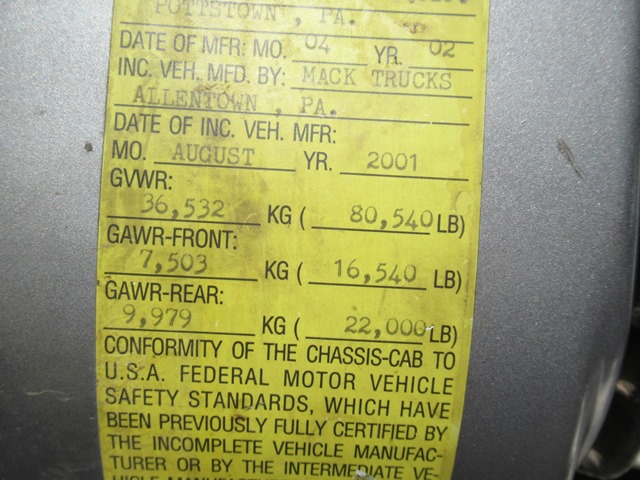 POTTSTOWN, PA.
DATE OF MFR: MO. 04 YR. 02
INC. VEH. MFD. BY: MACK TRUCKS
ALLENTOWN, PA.
DATE OF INC. VEH. MFR:
MO. AUGUST YR. 2001
GVWR:
36,532 KG ( 80,540 LB)
GAWR-FRONT:
7,503 KG ( 16,540 LB)
GAWR-REAR:
9,979 KG ( 22,000 LB)
CONFORMITY OF THE CHASSIS-CAB TO
U.S.A. FEDERAL MOTOR VEHICLE
SAFETY STANDARDS, WHICH HAVE
BEEN PREVIOUSLY FULLY CERTIFIED BY
THE INCOMPLETE VEHICLE MANUFAC-
TURER OR BY THE INTERMEDIATE VE-